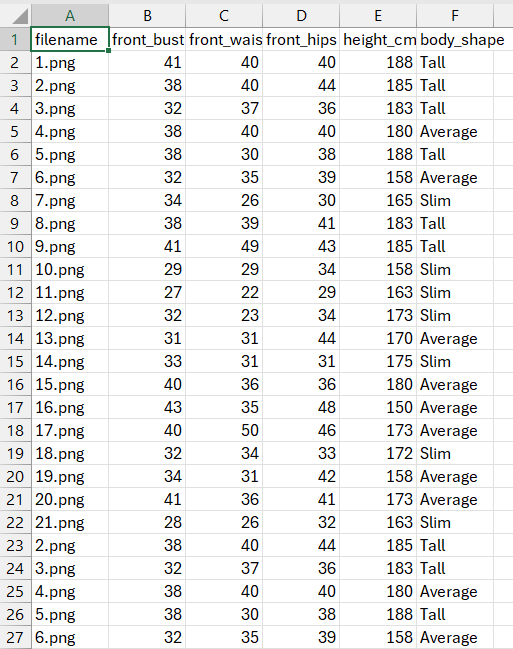 A B C D E F
1 filename front_bust front_wais front_hips height_cm body_shape
2 1.png 41 40 40 188 Tall
3 2.png 38 40 44 185 Tall
4 3.png 32 37 36 183 Tall
5 4.png 38 40 40 180 Average
6 5.png 38 30 38 188 Tall
7 6.png 32 35 39 158 Average
8 7.png 34 26 30 165 Slim
9 8.png 38 39 41 183 Tall
10 9.png 41 49 43 185 Tall
11 10.png 29 29 34 158 Slim
12 11.png 27 22 29 163 Slim
13 12.png 32 23 34 173 Slim
14 13.png 31 31 44 170 Average
15 14.png 33 31 31 175 Slim
16 15.png 40 36 36 180 Average
17 16.png 43 35 48 150 Average
18 17.png 40 50 46 173 Average
19 18.png 32 34 33 172 Slim
20 19.png 34 31 42 158 Average
21 20.png 41 36 41 173 Average
22 21.png 28 26 32 163 Slim
23 2.png 38 40 44 185 Tall
24 3.png 32 37 36 183 Tall
25 4.png 38 40 40 180 Average
26 5.png 38 30 38 188 Tall
27 6.png 32 35 39 158 Average